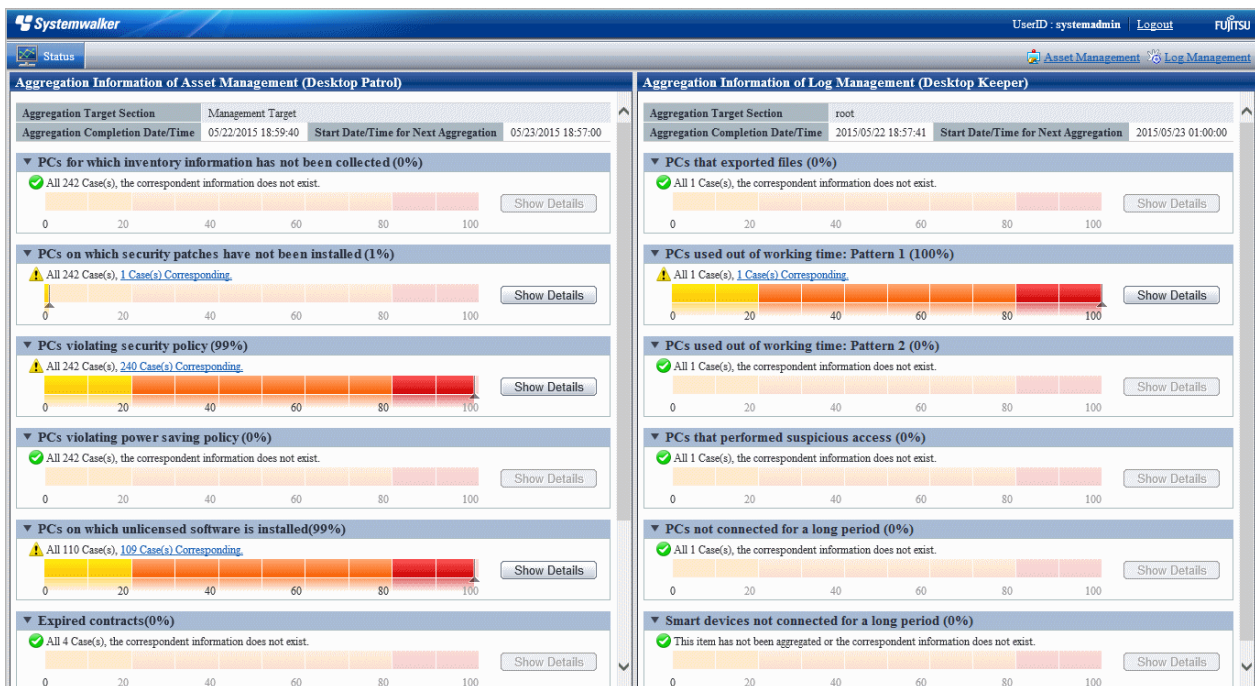 Systemwalker
UserID : systemadmin Logout FUJITSU
Status
Asset Management Log Management
Aggregation Information of Asset Management (Desktop Patrol)
Aggregation Target Section Management Target
Aggregation Completion Date/Time 05/22/2015 18:59:40 Start Date/Time for Next Aggregation 05/23/2015 18:57:00
▼ PCs for which inventory information has not been collected (0%)
All 242 Case(s), the correspondent information does not exist.
Show Details
0 20 40 60 80 100
▼ PCs on which security patches have not been installed (1%)
All 242 Case(s), 1 Case(s) Corresponding.
Show Details
0 20 40 60 80 100
▼ PCs violating security policy (99%)
All 242 Case(s), 240 Case(s) Corresponding.
Show Details
0 20 40 60 80 100
▼ PCs violating power saving policy (0%)
All 242 Case(s), the correspondent information does not exist.
Show Details
0 20 40 60 80 100
▼ PCs on which unlicensed software is installed(99%)
All 110 Case(s), 109 Case(s) Corresponding.
Show Details
0 20 40 60 80 100
▼ Expired contracts(0%)
All 4 Case(s), the correspondent information does not exist.
Show Details
0 20 40 60 80 100
Aggregation Information of Log Management (Desktop Keeper)
Aggregation Target Section root
Aggregation Completion Date/Time 2015/05/22 18:57:41 Start Date/Time for Next Aggregation 2015/05/23 01:00:00
▼ PCs that exported files (0%)
All 1 Case(s), the correspondent information does not exist.
Show Details
0 20 40 60 80 100
▼ PCs used out of working time: Pattern 1 (100%)
All 1 Case(s), 1 Case(s) Corresponding.
Show Details
0 20 40 60 80 100
▼ PCs used out of working time: Pattern 2 (0%)
All 1 Case(s), the correspondent information does not exist.
Show Details
0 20 40 60 80 100
▼ PCs that performed suspicious access (0%)
All 1 Case(s), the correspondent information does not exist.
Show Details
0 20 40 60 80 100
▼ PCs not connected for a long period (0%)
All 1 Case(s), the correspondent information does not exist.
Show Details
0 20 40 60 80 100
▼ Smart devices not connected for a long period (0%)
This item has not been aggregated or the correspondent information does not exist.
Show Details
0 20 40 60 80 100